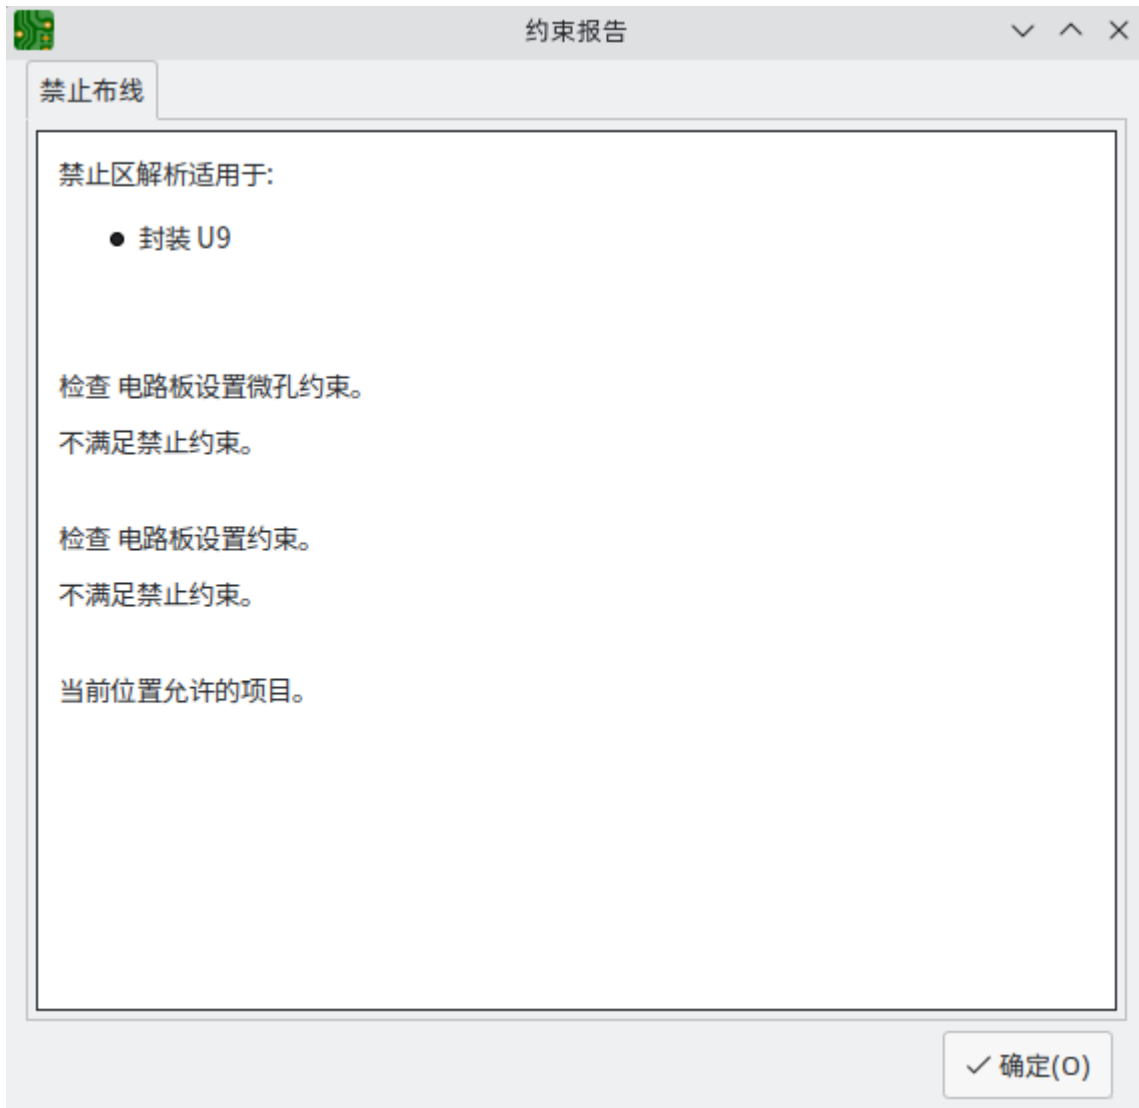 约束报告
禁止布线
禁止区解析适用于:
● 封装 U9
检查 电路板设置微孔约束。
不满足禁止约束。
检查 电路板设置约束。
不满足禁止约束。
当前位置允许的项目。
确定(O)